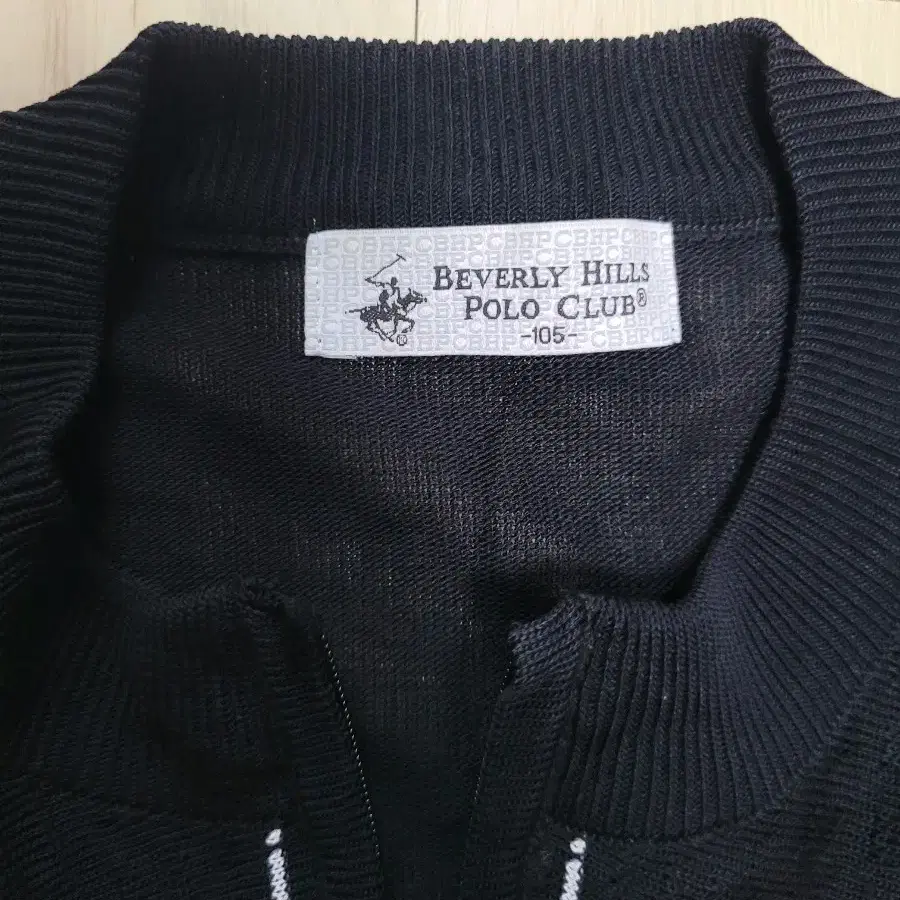 BEVERLY HILLS
POLO CLUB®
-105-